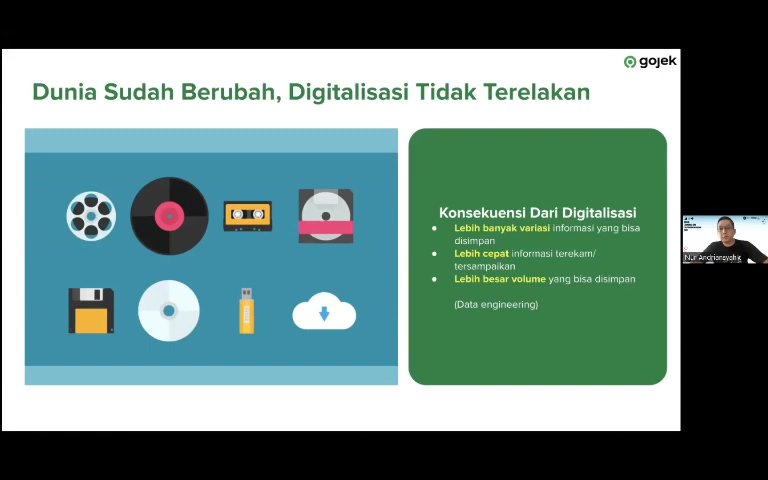 gojek
Dunia Sudah Berubah, Digitalisasi Tidak Terelakan
Konsekuensi Dari Digitalisasi
● Lebih banyak variasi informasi yang bisa
disimpan
● Lebih cepat informasi terekam/
tersampaikan
● Lebih besar volume yang bisa disimpan
(Data engineering)
Nur Andriansyah